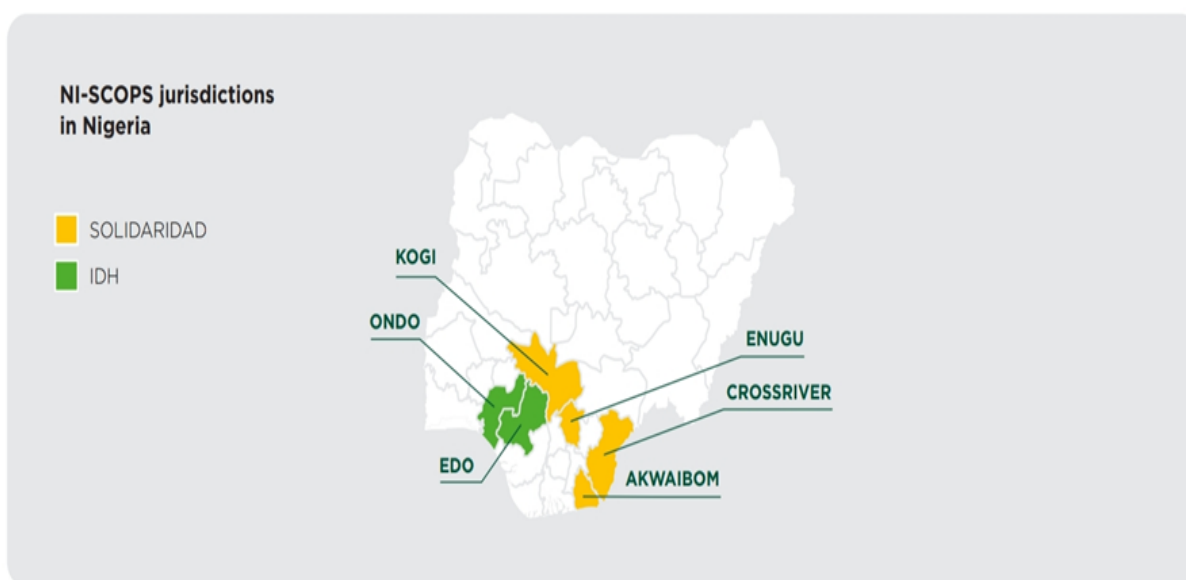 NI-SCOPS jurisdictions
in Nigeria
SOLIDARIDAD
IDH
KOGI
ONDO
ENUGU
CROSSRIVER
EDO
AKWAIBOM